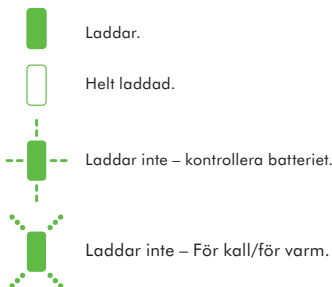 Laddar.
Helt laddad.
Laddar inte – kontrollera batteriet.
Laddar inte – För kall/för varm.